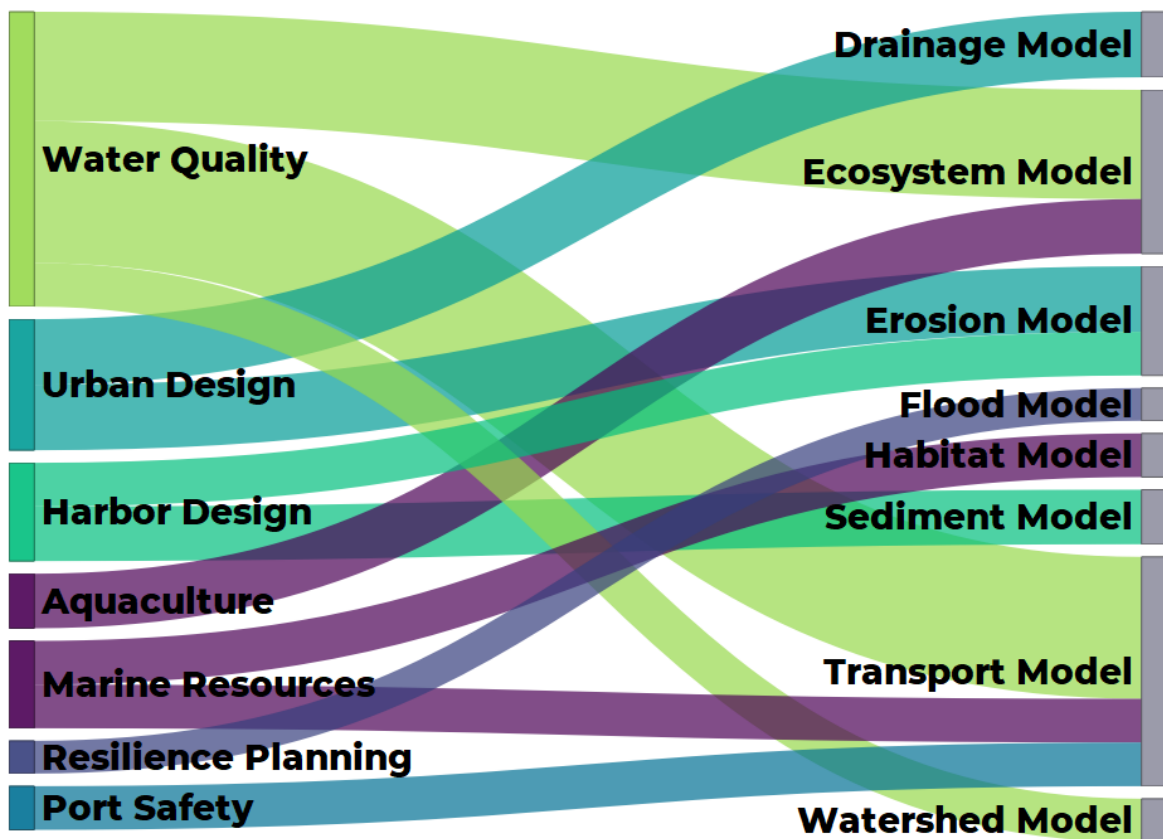 Water Quality
Urban Design
Harbor Design
Aquaculture
Marine Resources
Resilience Planning
Port Safety
Drainage Model
Ecosystem Model
Erosion Model
Flood Model
Habitat Model
Sediment Model
Transport Model
Watershed Model